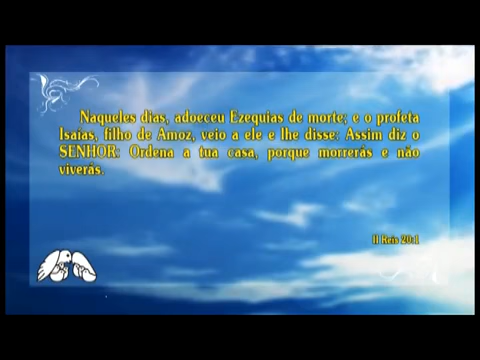 Naqueles dias, adoeceu Ezequias de morte; e o profeta
Isaías, filho de Amoz, veio a ele e lhe disse: Assim diz o
SENHOR: Ordena a tua casa, porque morrerás e não
viverás.
II Reis 20:1